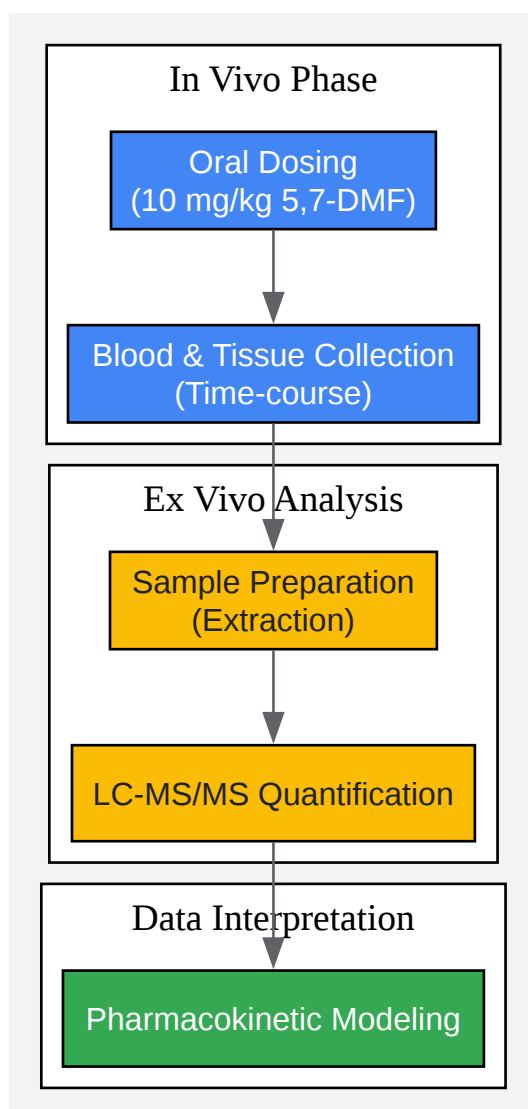 In Vivo Phase
Oral Dosing
(10 mg/kg 5,7-DMF)
Blood & Tissue Collection
(Time-course)
Ex Vivo Analysis
Sample Preparation
(Extraction)
LC-MS/MS Quantification
Data Interpretation
Pharmacokinetic Modeling